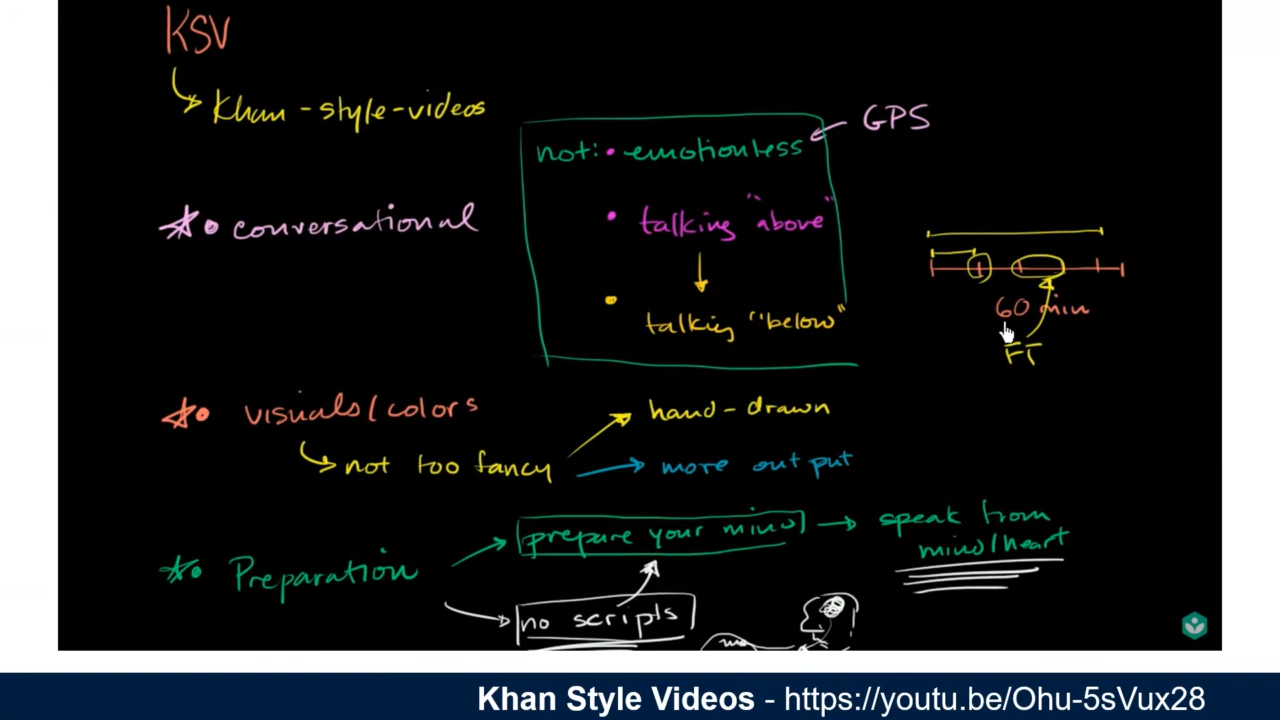 KSV
Khan-style-videos
GPS
not: • emotionless
• conversational
• talking "above"
60 min
• talking "below"
FT
• visuals/colors
hand-drawn
not too fancy
more output
prepare your mind
speak from
mind/heart
• Preparation
no scripts
Khan Style Videos - https://youtu.be/Ohu-5sVux28